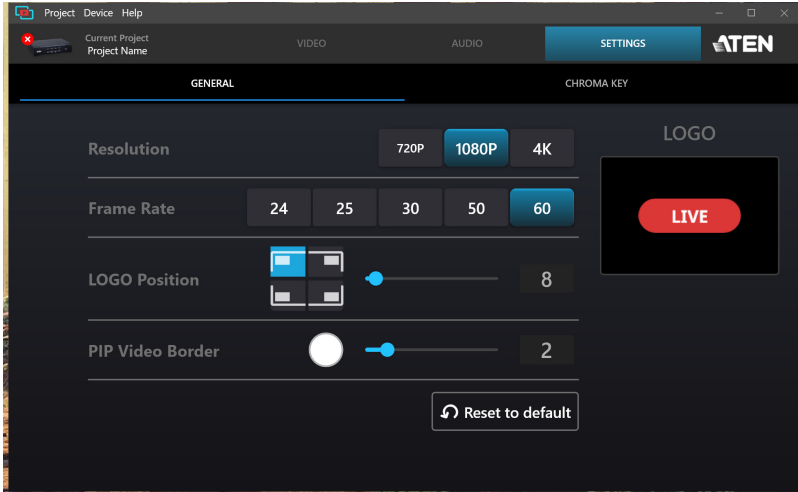 Project Device Help
Current Project
Project Name
VIDEO
AUDIO
SETTINGS
ATEN
GENERAL
CHROMA KEY
Resolution
720P
1080P
4K
LOGO
LIVE
Frame Rate
24
25
30
50
60
LOGO Position
8
PIP Video Border
2
Reset to default